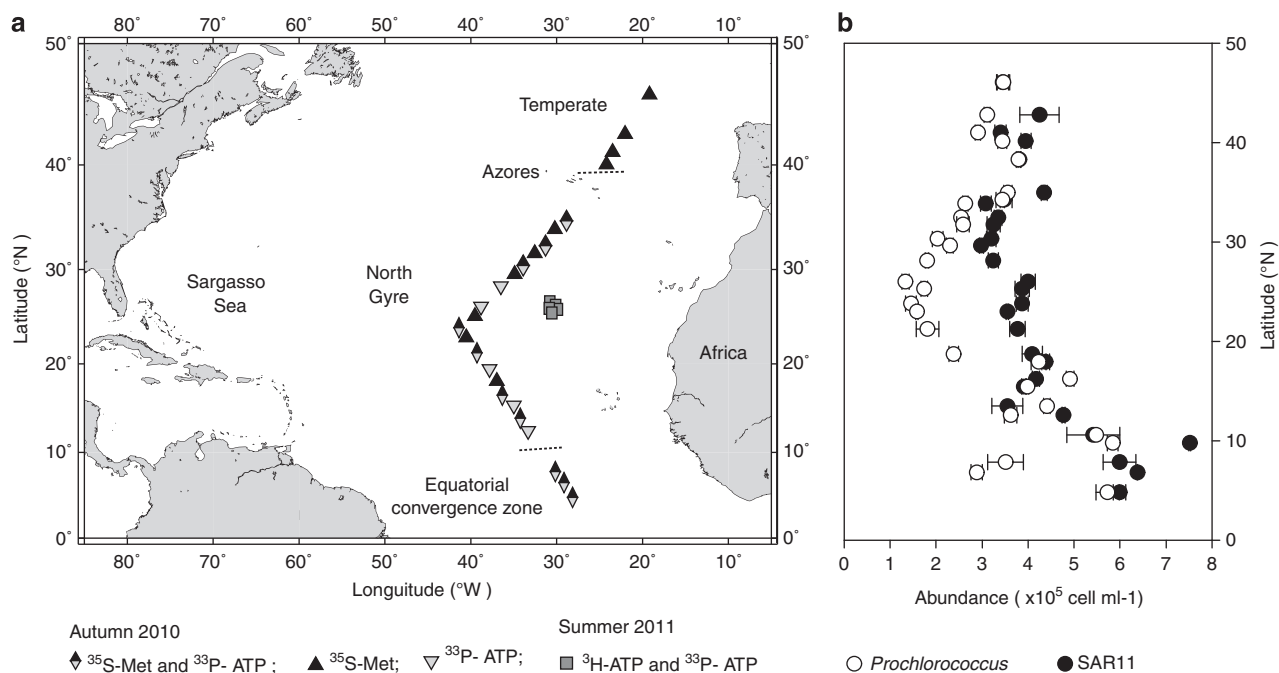 a
80° 70° 60° 50° 40° 30° 20° 10°
50° 50°
40° 40°
30° 30°
20° 20°
10° 10°
0° 0°
80° 70° 60° 50° 40° 30° 20° 10°
Latitude (°N)
Longuitude (°W)
Temperate
Azores
North
Gyre
Sargasso
Sea
Africa
Equatorial
convergence zone
b
50
40
30
20
10
0
Latitude (°N)
0 1 2 3 4 5 6 7 8
Abundance ( x10⁵ cell ml-1)
Autumn 2010
Summer 2011
³⁵S-Met and ³³P- ATP ; ³⁵S-Met; ³³P- ATP; ³H-ATP and ³³P- ATP
Prochlorococcus SAR11